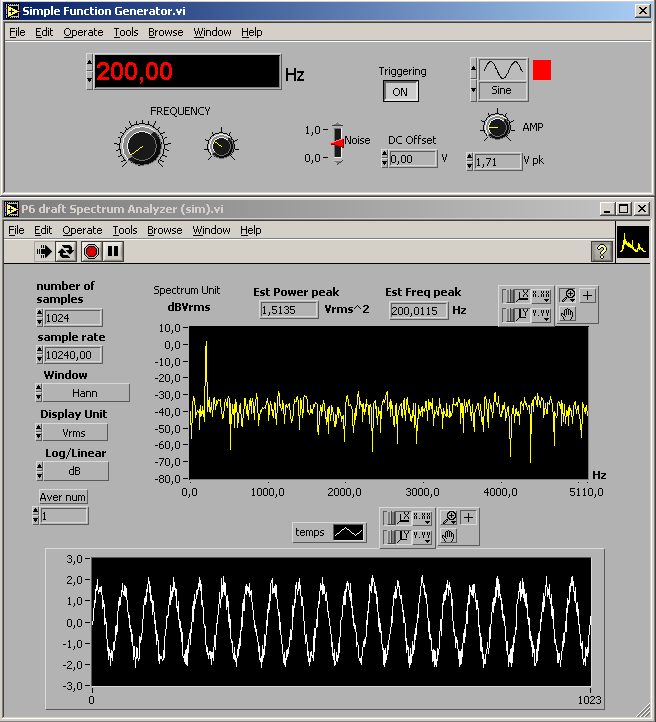 Simple Function Generator.vi
File Edit Operate Tools Browse Window Help
200,00 Hz
FREQUENCY
Triggering
ON
1,0
0,0
Noise
DC Offset
0,00 V
Sine
AMP
1,71 V pk
P6 draft Spectrum Analyzer (sim).vi
File Edit Operate Tools Browse Window Help
?
number of
samples
1024
sample rate
10240,00
Window
Hann
Display Unit
Vrms
Log/Linear
dB
Aver num
1
Spectrum Unit
dBVrms
Est Power peak
1,5135 Vrms^2
Est Freq peak
200,0115 Hz
X X.XX
Y Y.YY
10,0
0,0
-10,0
-20,0
-30,0
-40,0
-50,0
-60,0
-70,0
-80,0
Hz
0,0 1000,0 2000,0 3000,0 4000,0 5110,0
temps
X X.XX
Y Y.YY
3,0
2,0
1,0
0,0
-1,0
-2,0
-3,0
0 1023